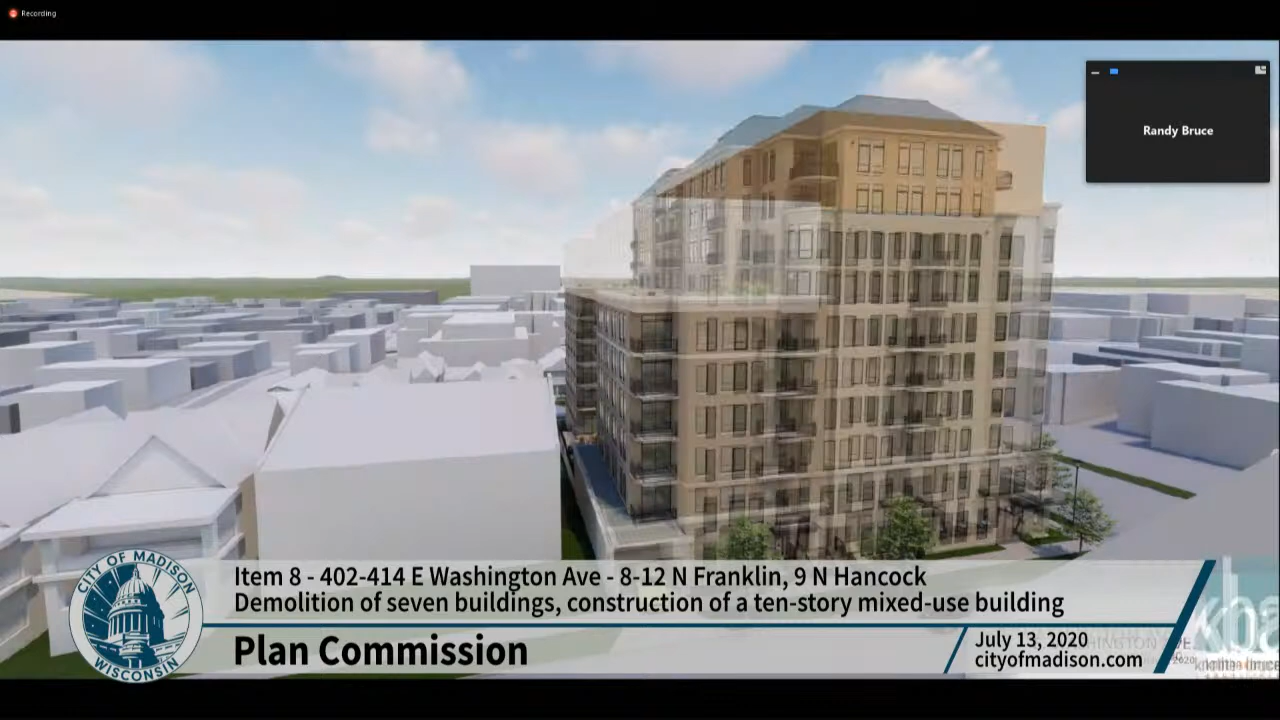 Recording
Randy Bruce
CITY OF MADISON
WISCONSIN
Item 8 - 402-414 E Washington Ave - 8-12 N Franklin, 9 N Hancock
Demolition of seven buildings, construction of a ten-story mixed-use building
Plan Commission
July 13, 2020
cityofmadison.com
kba